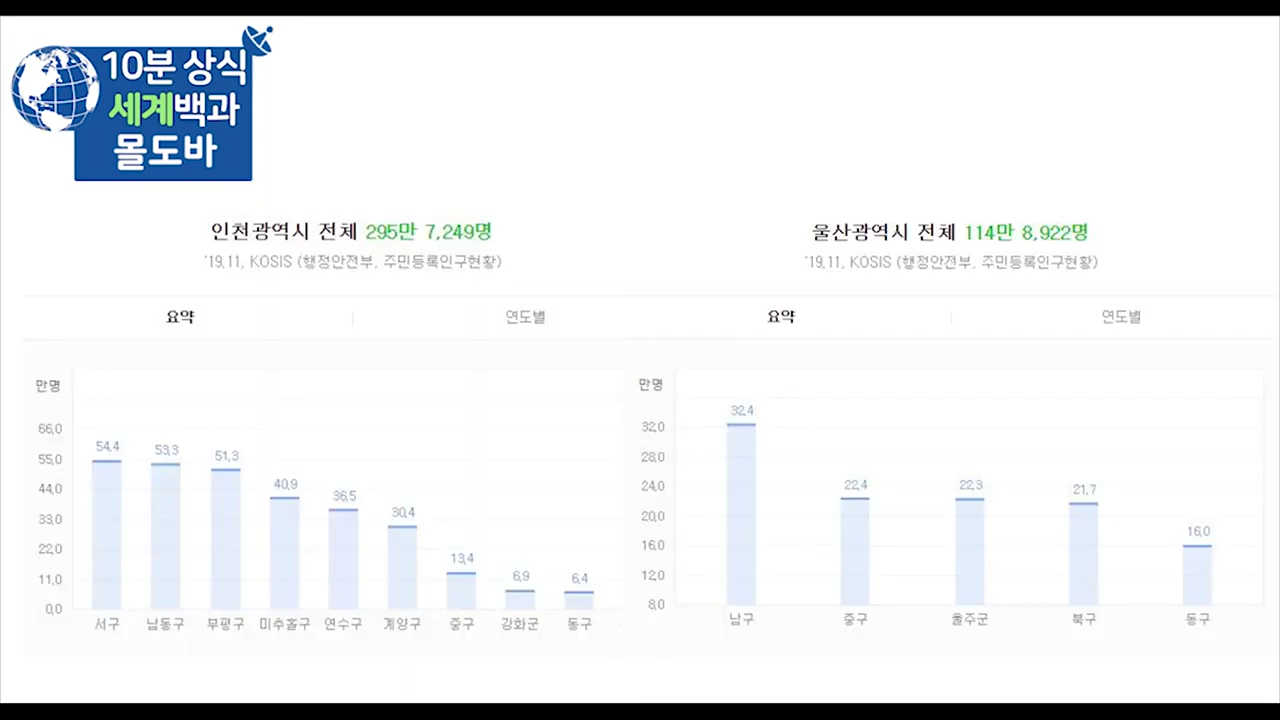 10분 상식
세계백과
몰도바
인천광역시 전체 295만 7,249명
'19.11, KOSIS (행정안전부, 주민등록인구현황)
요약
연도별
만명
66,0
55,0
44,0
33,0
22,0
11,0
0,0
54,4
53,3
51,3
40,9
36,5
30,4
13,4
6,9
6,4
서구
남동구
부평구
미추홀구
연수구
계양구
중구
강화군
동구
울산광역시 전체 114만 8,922명
'19.11, KOSIS (행정안전부, 주민등록인구현황)
요약
연도별
만명
32,0
28,0
24,0
20,0
16,0
12,0
8,0
32,4
22,4
22,3
21,7
16,0
남구
중구
울주군
북구
동구